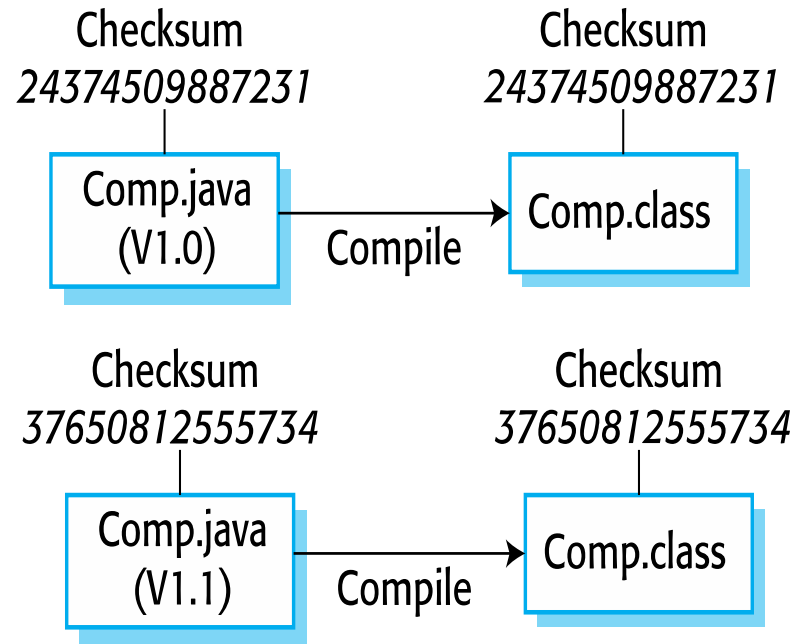 Checksum
24374509887231
Checksum
24374509887231
Comp.java
(V1.0)
Compile
Comp.class
Checksum
37650812555734
Checksum
37650812555734
Comp.java
(V1.1)
Compile
Comp.class